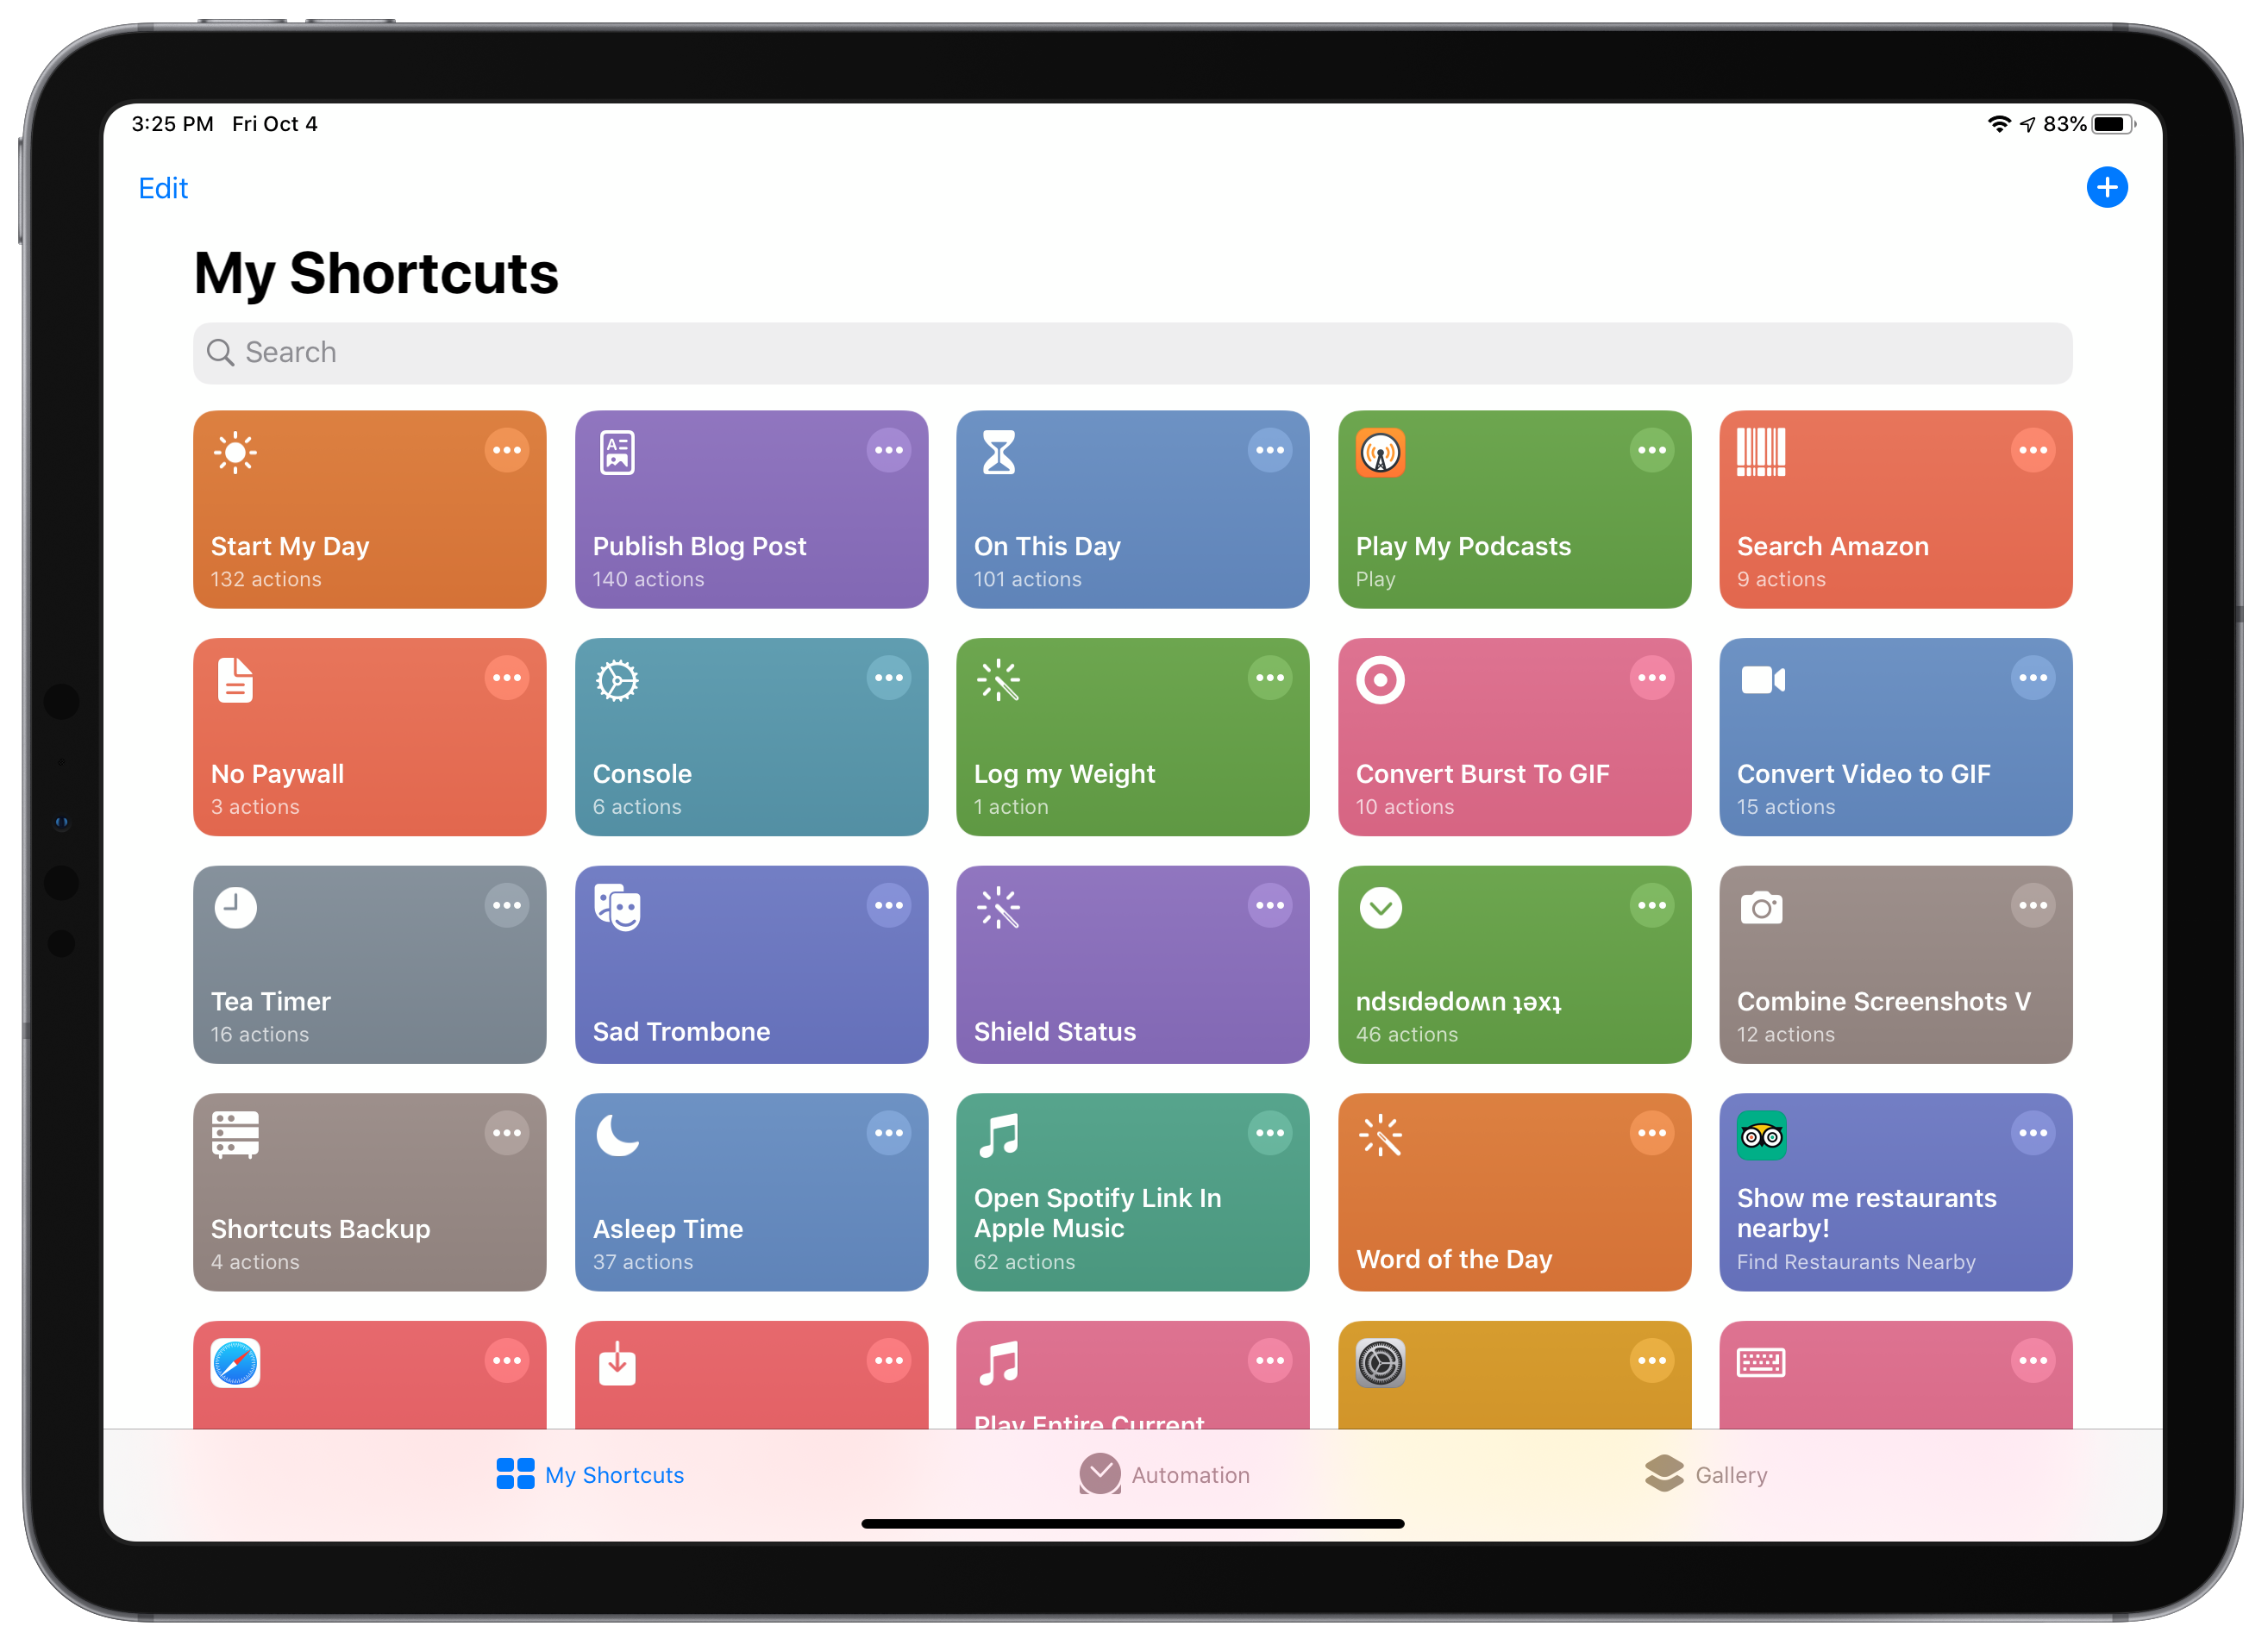 3:25 PM Fri Oct 4
83%
Edit
My Shortcuts
Search
Start My Day
132 actions
Publish Blog Post
140 actions
On This Day
101 actions
Play My Podcasts
Play
Search Amazon
9 actions
No Paywall
3 actions
Console
6 actions
Log my Weight
1 action
Convert Burst To GIF
10 actions
Convert Video to GIF
15 actions
Tea Timer
16 actions
Sad Trombone
Shield Status
ndsıdǝdoʍn ʇǝxʇ
46 actions
Combine Screenshots V
12 actions
Shortcuts Backup
4 actions
Asleep Time
37 actions
Open Spotify Link In
Apple Music
62 actions
Word of the Day
Show me restaurants
nearby!
Find Restaurants Nearby
Play Entire Current
My Shortcuts
Automation
Gallery